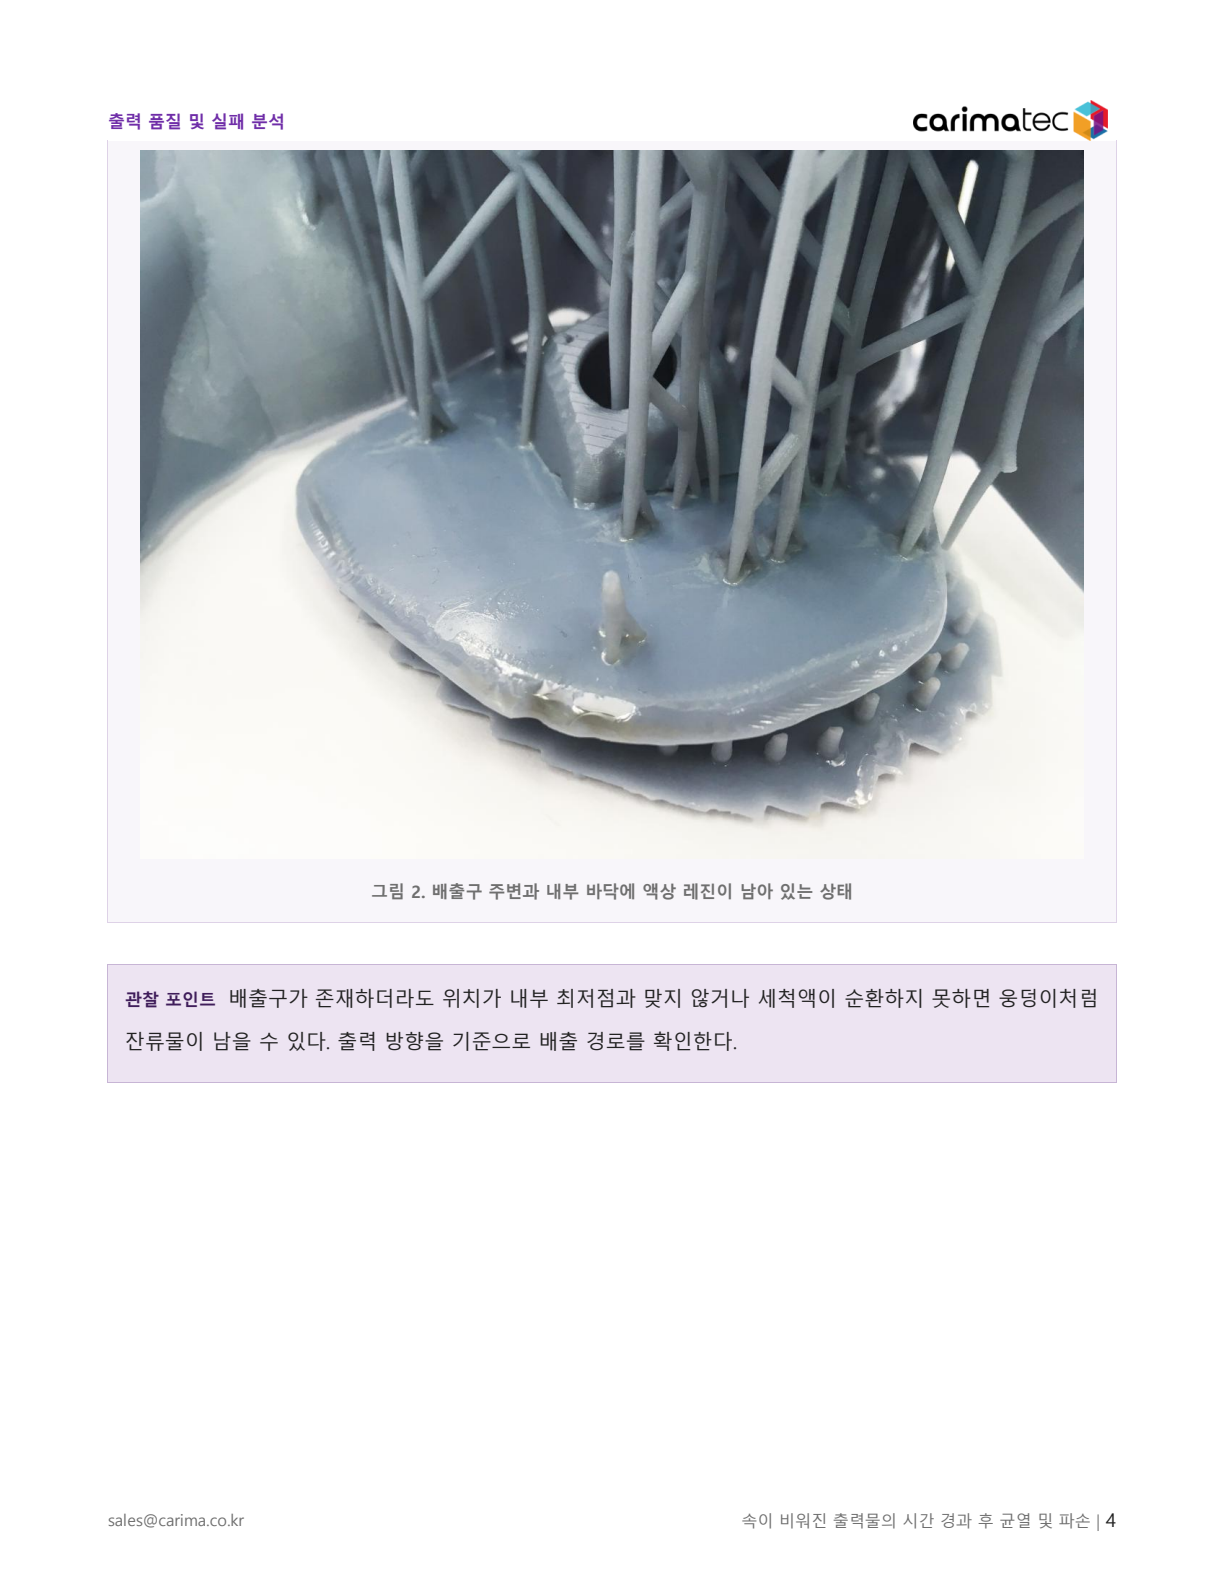 출력 품질 및 실패 분석
carimatec
그림 2. 배출구 주변과 내부 바닥에 액상 레진이 남아 있는 상태
관찰 포인트 배출구가 존재하더라도 위치가 내부 최저점과 맞지 않거나 세척액이 순환하지 못하면 웅덩이처럼
잔류물이 남을 수 있다. 출력 방향을 기준으로 배출 경로를 확인한다.
sales@carima.co.kr
속이 비워진 출력물의 시간 경과 후 균열 및 파손 | 4